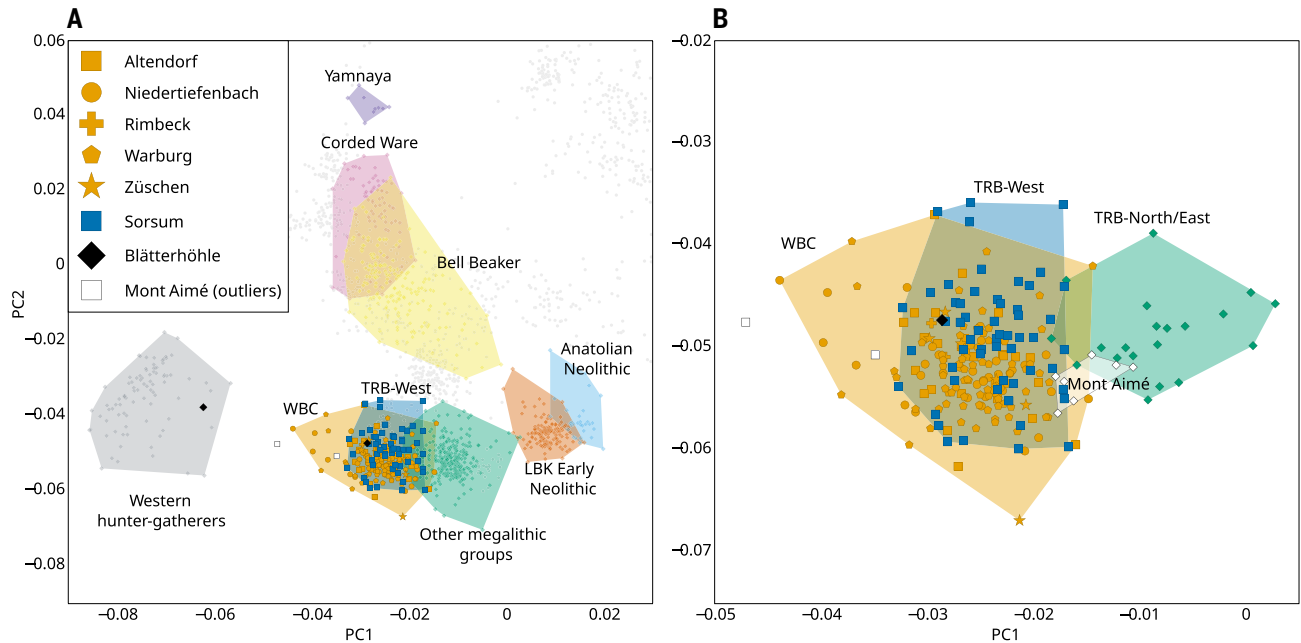 A
0.06
0.04
0.02
0
−0.02
−0.04
−0.06
−0.08
PC2
Altendorf
Niedertiefenbach
Rimbeck
Warburg
Züschen
Sorsum
Blätterhöhle
Mont Aimé (outliers)
Yamnaya
Corded Ware
Bell Beaker
Anatolian
Neolithic
TRB-West
WBC
LBK Early
Neolithic
Western
hunter-gatherers
Other megalithic
groups
−0.08
−0.06
−0.04
−0.02
0
0.02
PC1
B
−0.02
−0.03
−0.04
−0.05
−0.06
−0.07
TRB-West
TRB-North/East
WBC
Mont Aimé
−0.05
−0.04
−0.03
−0.02
−0.01
0
PC1